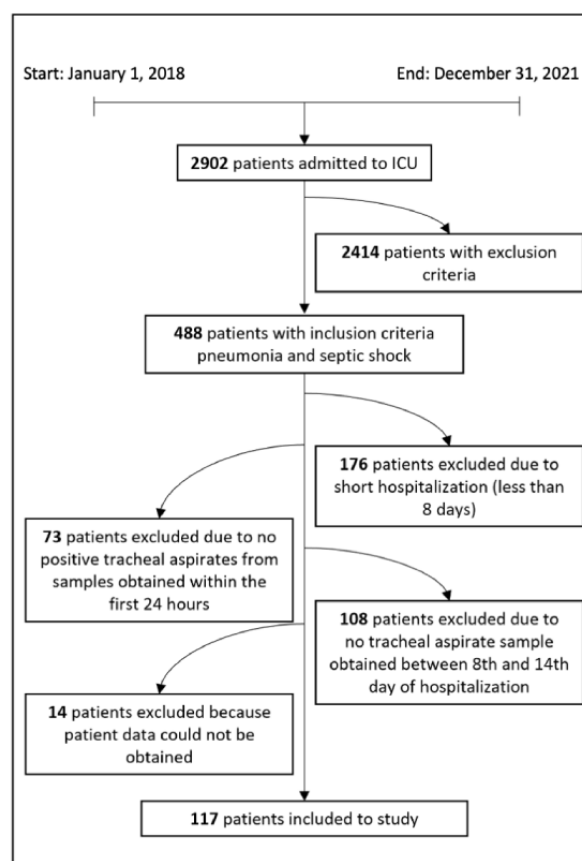 Start: January 1, 2018
End: December 31, 2021
2902 patients admitted to ICU
2414 patients with exclusion
criteria
488 patients with inclusion criteria
pneumonia and septic shock
176 patients excluded due to
short hospitalization (less than
8 days)
73 patients excluded due to no
positive tracheal aspirates from
samples obtained within the
first 24 hours
108 patients excluded due to
no tracheal aspirate sample
obtained between 8th and 14th
day of hospitalization
14 patients excluded because
patient data could not be
obtained
117 patients included to study